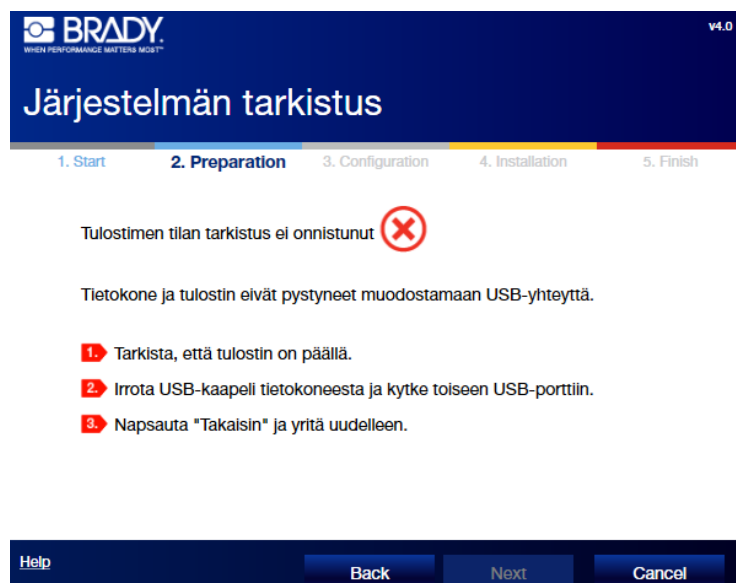 BRADY.
WHEN PERFORMANCE MATTERS MOST™
v4.0
Järjestelmän tarkistus
1. Start 2. Preparation 3. Configuration 4. Installation 5. Finish
Tulostimen tilan tarkistus ei onnistunut
Tietokone ja tulostin eivät pystyneet muodostamaan USB-yhteyttä.
1. Tarkista, että tulostin on päällä.
2. Irrota USB-kaapeli tietokoneesta ja kytke toiseen USB-porttiin.
3. Napsauta "Takaisin" ja yritä uudelleen.
Help Back Next Cancel